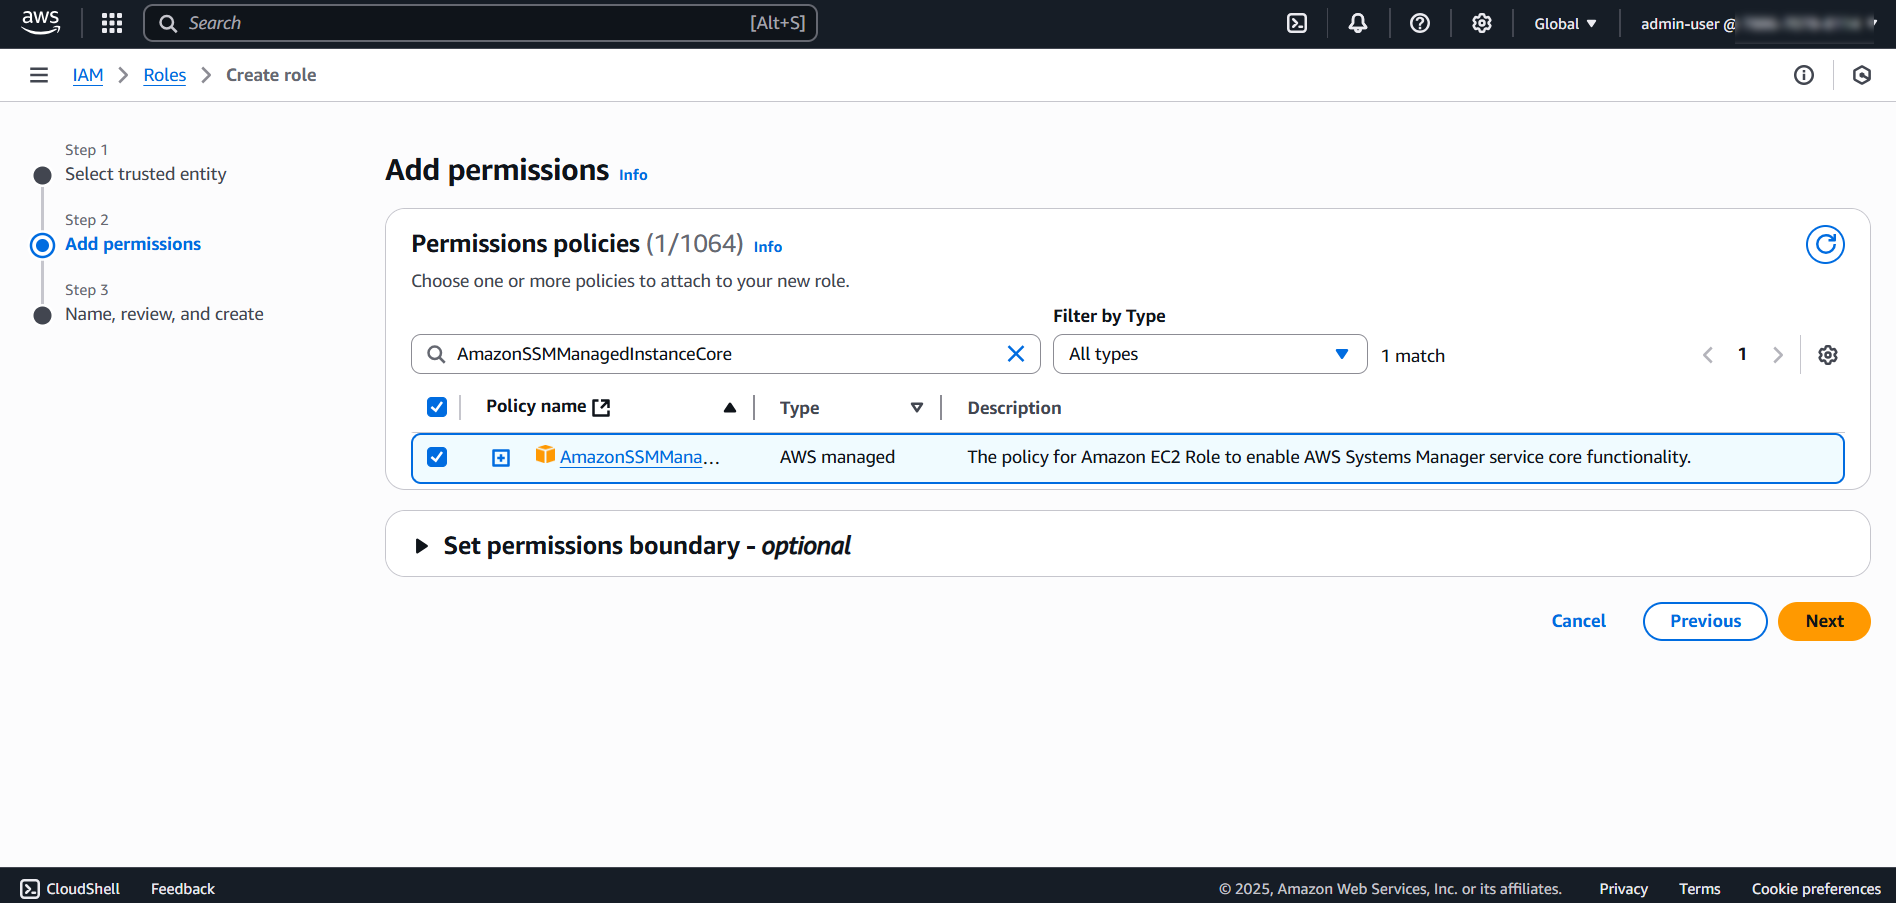 aws
Search [Alt+S]
Global
admin-user @
IAM > Roles > Create role
Step 1
Select trusted entity
Step 2
Add permissions
Step 3
Name, review, and create
Add permissions Info
Permissions policies (1/1064) Info
Choose one or more policies to attach to your new role.
Filter by Type
AmazonSSMManagedInstanceCore
All types
1 match
1
Policy name Type Description
AmazonSSMMana... AWS managed The policy for Amazon EC2 Role to enable AWS Systems Manager service core functionality.
Set permissions boundary - optional
Cancel Previous Next
CloudShell Feedback © 2025, Amazon Web Services, Inc. or its affiliates. Privacy Terms Cookie preferences